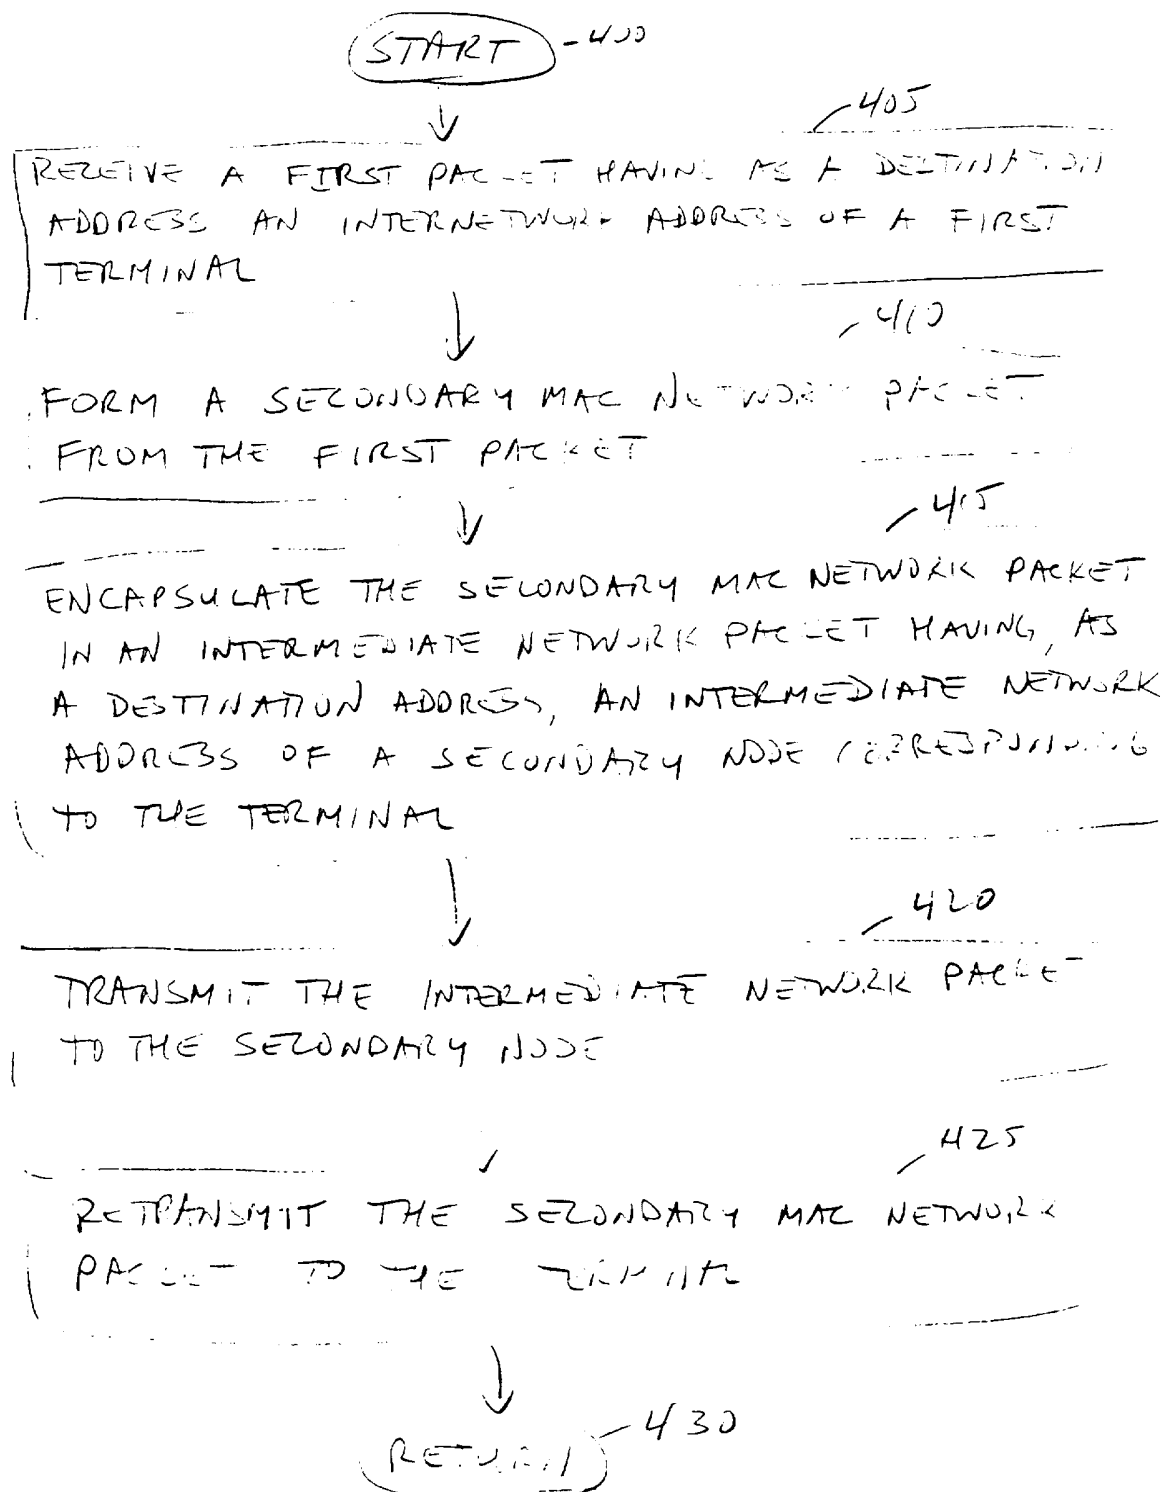 START - 400
405
RECEIVE A FIRST PACKET HAVING AS A DESTINATION
ADDRESS AN INTERNETWORK ADDRESS OF A FIRST
TERMINAL
410
FORM A SECONDARY MAC NETWORK PACKET
FROM THE FIRST PACKET
415
ENCAPSULATE THE SECONDARY MAC NETWORK PACKET
IN AN INTERMEDIATE NETWORK PACKET HAVING, AS
A DESTINATION ADDRESS, AN INTERMEDIATE NETWORK
ADDRESS OF A SECONDARY NODE CORRESPONDING
TO THE TERMINAL
420
TRANSMIT THE INTERMEDIATE NETWORK PACKET
TO THE SECONDARY NODE
425
RETRANSMIT THE SECONDARY MAC NETWORK
PACKET TO THE TERMINAL
430
RETURN